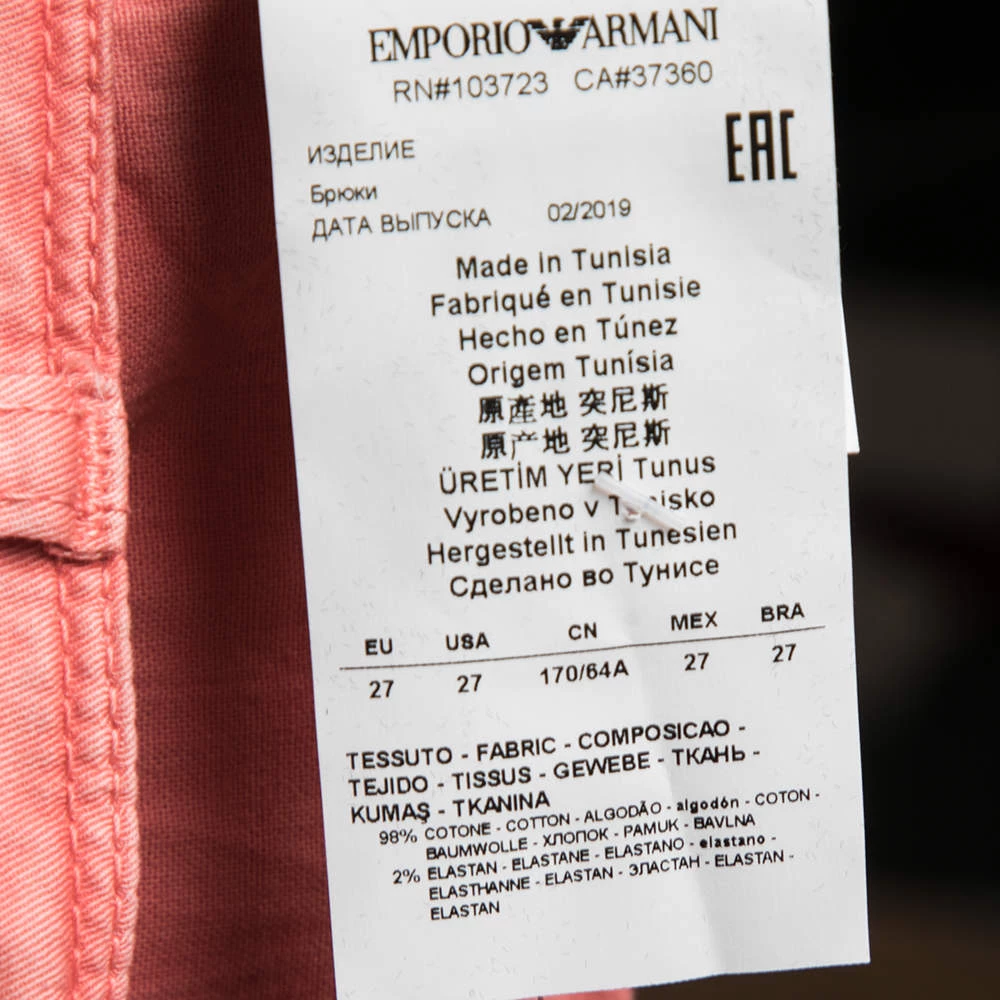 EMPORIO ARMANI
RN#103723 CA#37360
EAC
ИЗДЕЛИЕ
Брюки
ДАТА ВЫПУСКА 02/2019
Made in Tunisia
Fabriqué en Tunisie
Hecho en Túnez
Origem Tunísia
原產地 突尼斯
原产地 突尼斯
ÜRETİM YERİ Tunus
Vyrobeno v
Hergestellt in Tunesien
Сделано во Тунисе
EU USA CN MEX BRA
27 27 170/64A 27 27
TESSUTO - FABRIC - COMPOSICAO -
TEJIDO - TISSUS - GEWEBE - ТКАНЬ -
KUMAŞ - TKANINA
98% COTONE - COTTON - ALGODÃO - algodón - COTON -
BAUMWOLLE - ХЛОПОК - PAMUK - BAVLNA
2% ELASTAN - ELASTANE - ELASTANO - elastano -
ELASTHANNE - ELASTAN - ЭЛАСТАН - ELASTAN -
ELASTAN